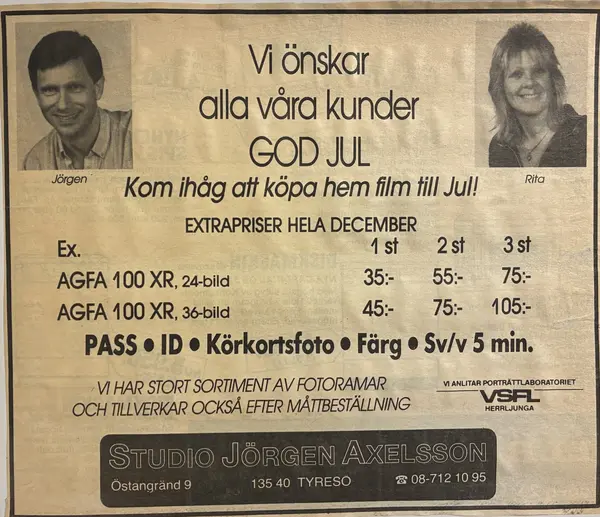 Vi önskar
alla våra kunder
GOD JUL
Jörgen
Rita
Kom ihåg att köpa hem film till Jul!
EXTRAPRISER HELA DECEMBER
Ex. 1 st 2 st 3 st
AGFA 100 XR, 24-bild 35:- 55:- 75:-
AGFA 100 XR, 36-bild 45:- 75:- 105:-
PASS • ID • Körkortsfoto • Färg • Sv/v 5 min.
VI HAR STORT SORTIMENT AV FOTORAMAR
OCH TILLVERKAR OCKSÅ EFTER MÅTTBESTÄLLNING
VI ANLITAR PORTRÄTTLABORATORIET
VSFL
HERRLJUNGA
STUDIO JÖRGEN AXELSSON
Östangränd 9 135 40 TYRESO ☎ 08-712 10 95